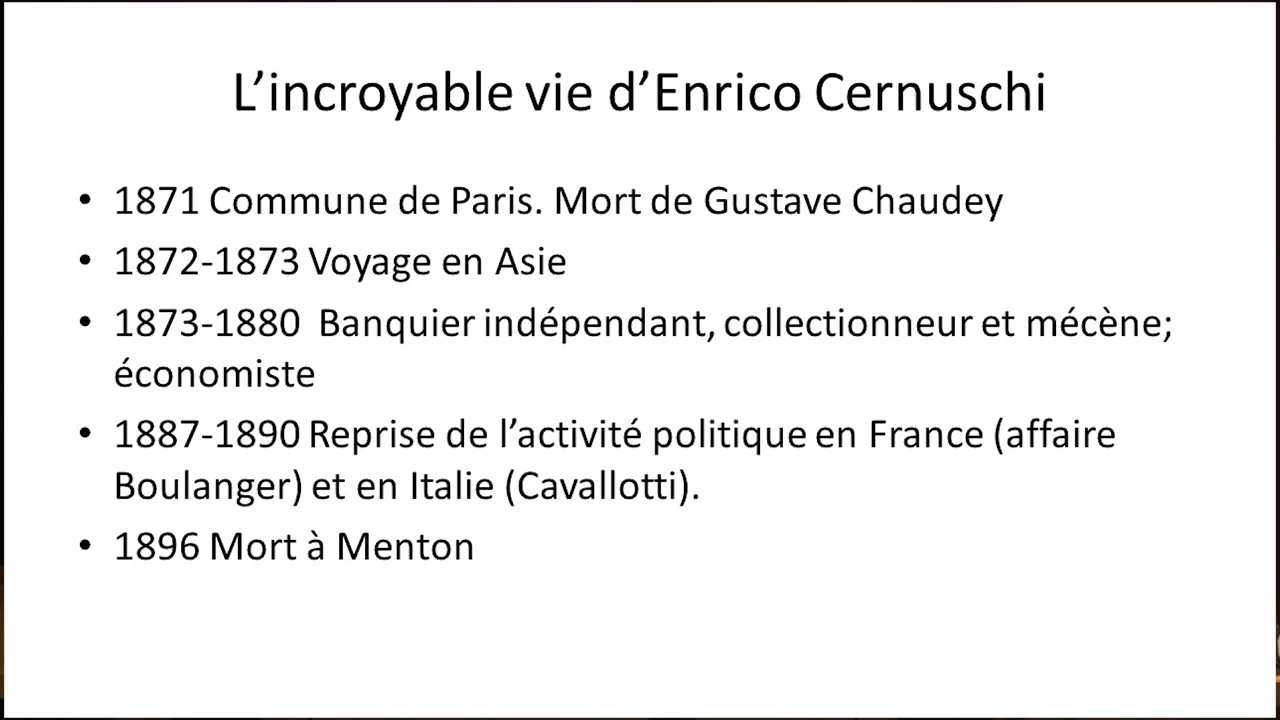 L’incroyable vie d’Enrico Cernuschi
• 1871 Commune de Paris. Mort de Gustave Chaudey
• 1872-1873 Voyage en Asie
• 1873-1880 Banquier indépendant, collectionneur et mécène;
économiste
• 1887-1890 Reprise de l’activité politique en France (affaire
Boulanger) et en Italie (Cavallotti).
• 1896 Mort à Menton